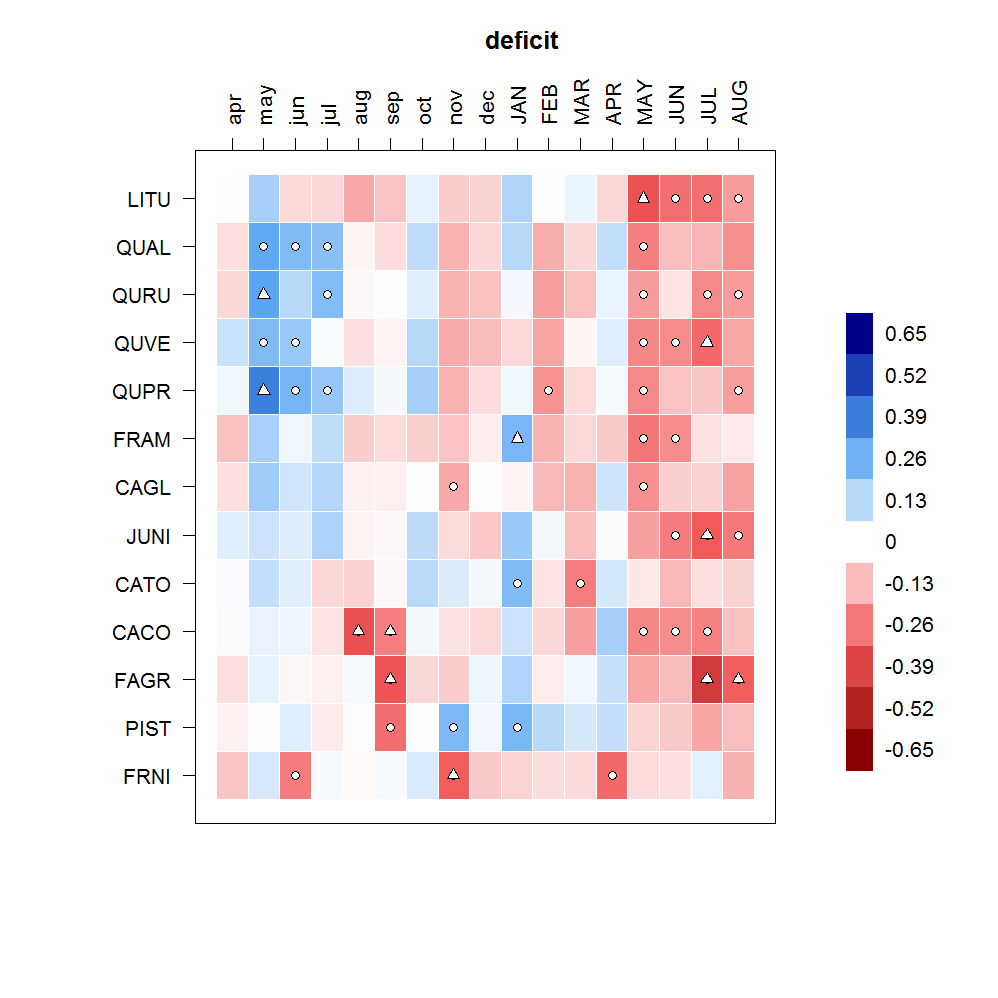 deficit
apr may jun jul aug sep oct nov dec JAN FEB MAR APR MAY JUN JUL AUG
LITU
QUAL
QURU
QUVE
QUPR
FRAM
CAGL
JUNI
CATO
CACO
FAGR
PIST
FRNI
0.65
0.52
0.39
0.26
0.13
0
-0.13
-0.26
-0.39
-0.52
-0.65